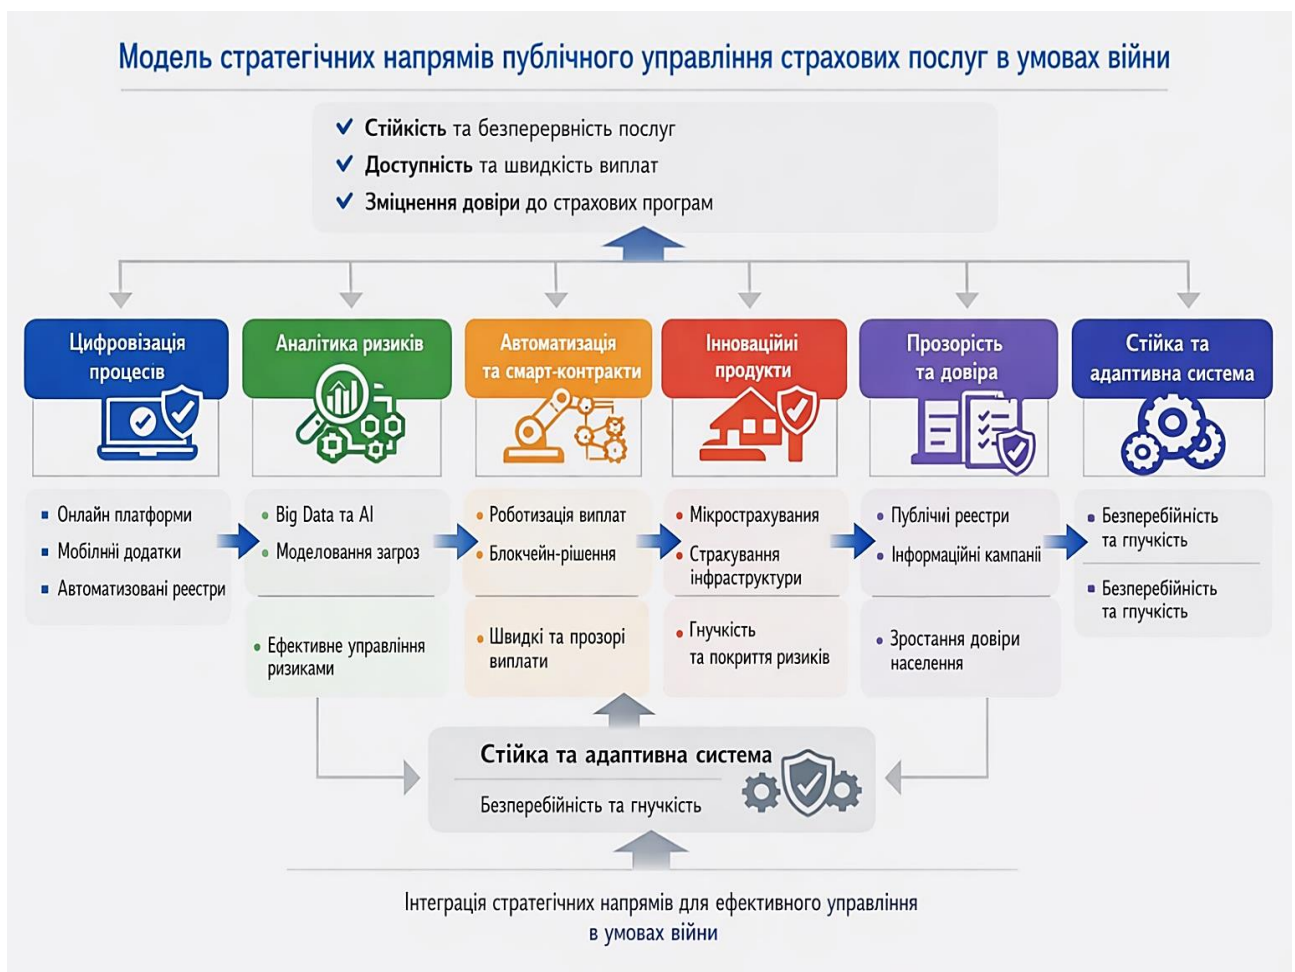 Модель стратегічних напрямів публічного управління страхових послуг в умовах війни
Стійкість та безперервність послуг
Доступність та швидкість виплат
Зміцнення довіри до страхових програм
Цифровізація
процесів
Аналітика ризиків
Автоматизація
та смарт-контракти
Інноваційні
продукти
Прозорість
та довіра
Стійка та
адаптивна система
Онлайн платформи
Мобілнні додатки
Автоматизовані реєстри
Big Data та AI
Моделовання загроз
Ефективне управління
ризиками
Роботизація виплат
Блокчейн-рішення
Швидкі та прозорі
виплати
Мікрострахування
Страхування
інфраструктури
Гнучкість
та покриття ризиків
Публічні реєстри
Інформаційні кампанії
Зростання довіри
населення
Безперебійність
та гпучкість
Безперебійність
та гпучкість
Стійка та адаптивна система
Безперебійність та гнучкість
Інтеграція стратегічних напрямів для ефективного управління
в умовах війни